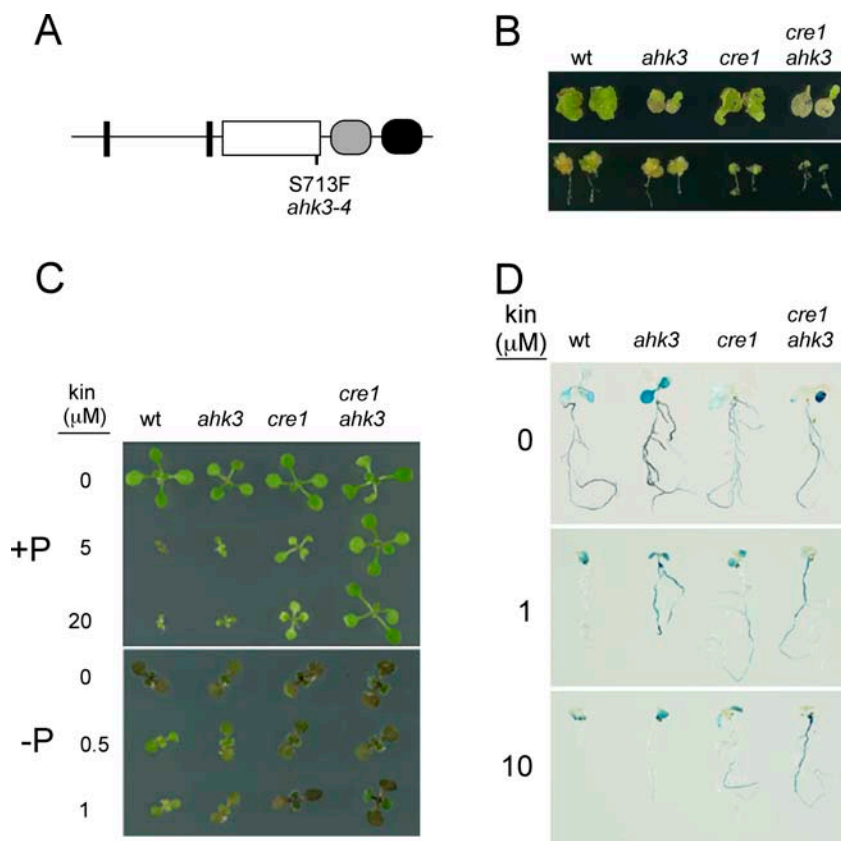 A
S713F
ahk3-4
B
wt ahk3 cre1 cre1 ahk3
C
kin (μM)
wt ahk3 cre1 cre1 ahk3
+P
0
5
20
-P
0
0.5
1
D
kin (μM)
wt ahk3 cre1 cre1 ahk3
0
1
10